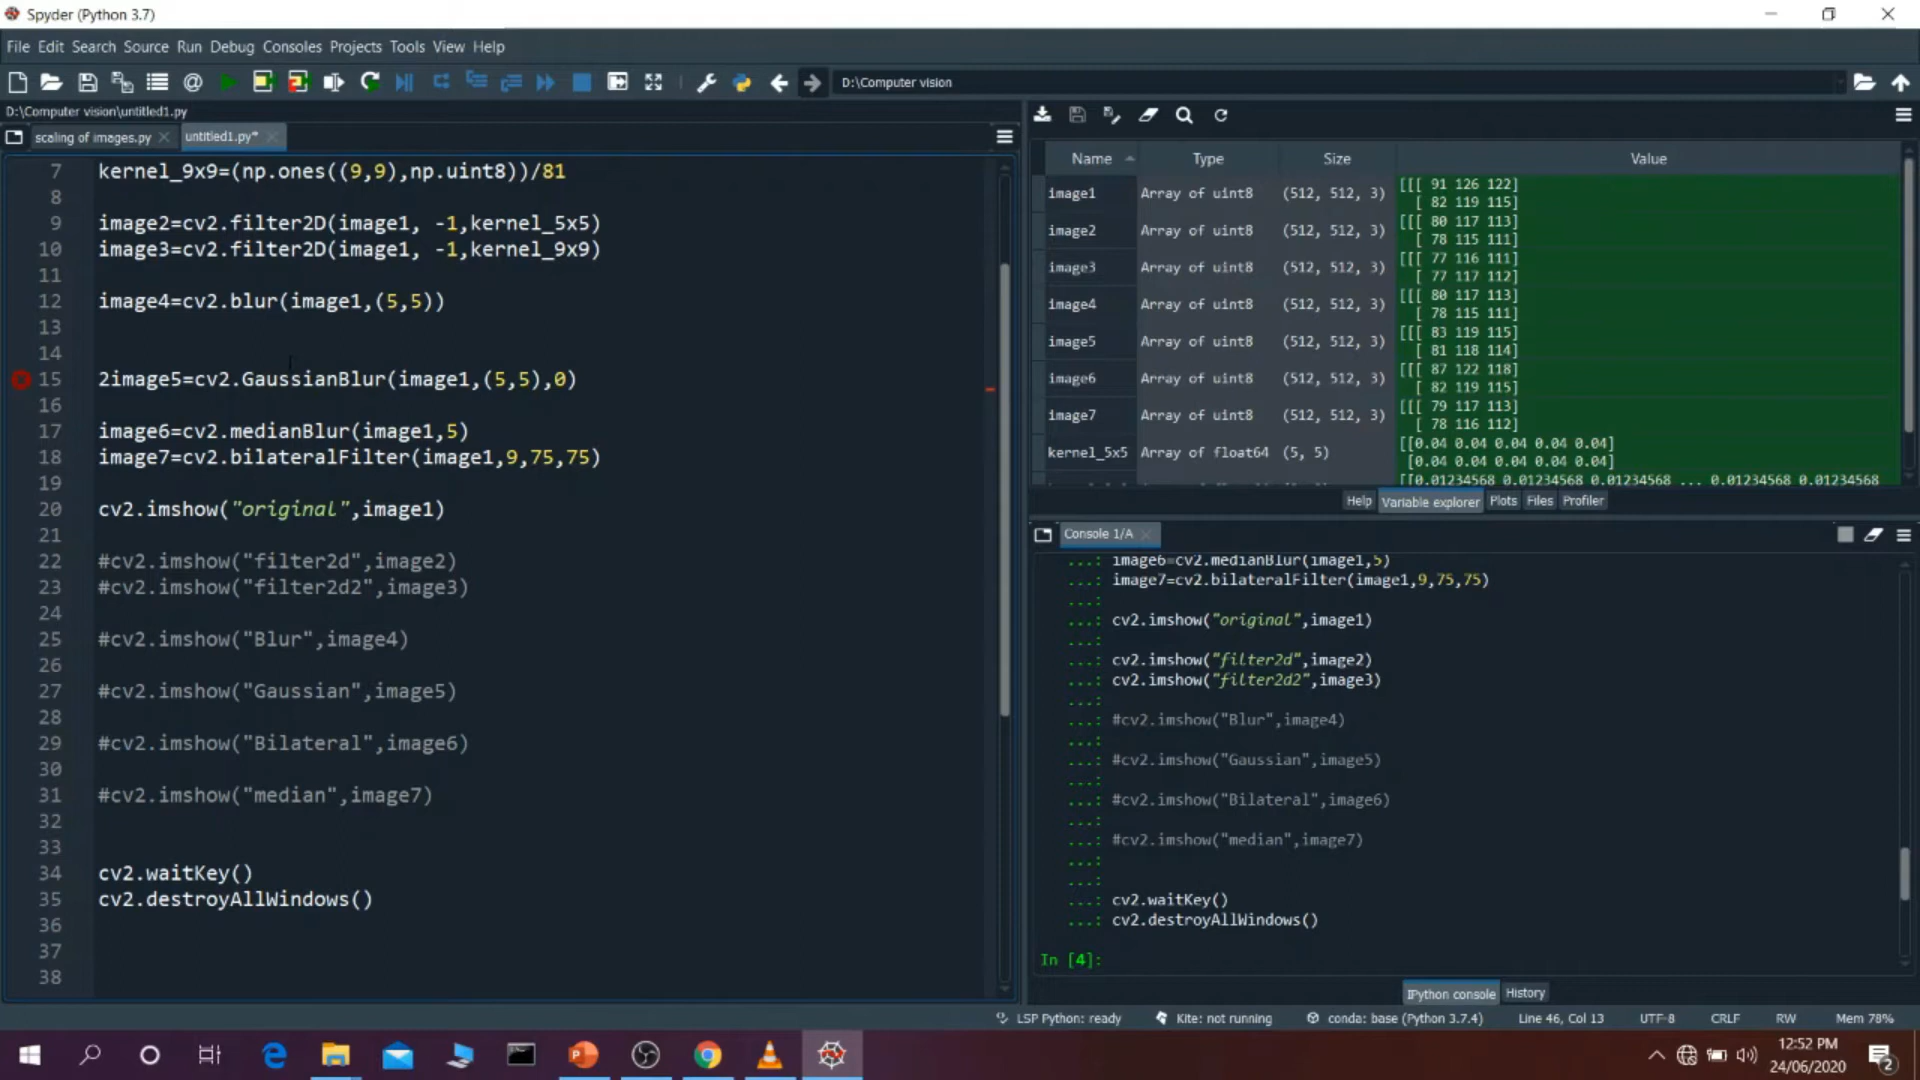 Spyder (Python 3.7)
File Edit Search Source Run Debug Consoles Projects Tools View Help
D:\Computer vision
D:\Computer vision\untitled1.py
scaling of images.py
untitled1.py*
7 kernel_9x9=(np.ones((9,9),np.uint8))/81
8
9 image2=cv2.filter2D(image1, -1,kernel_5x5)
10 image3=cv2.filter2D(image1, -1,kernel_9x9)
11
12 image4=cv2.blur(image1,(5,5))
13
14
15 2image5=cv2.GaussianBlur(image1,(5,5),0)
16
17 image6=cv2.medianBlur(image1,5)
18 image7=cv2.bilateralFilter(image1,9,75,75)
19
20 cv2.imshow("original",image1)
21
22 #cv2.imshow("filter2d",image2)
23 #cv2.imshow("filter2d2",image3)
24
25 #cv2.imshow("Blur",image4)
26
27 #cv2.imshow("Gaussian",image5)
28
29 #cv2.imshow("Bilateral",image6)
30
31 #cv2.imshow("median",image7)
32
33
34 cv2.waitKey()
35 cv2.destroyAllWindows()
36
37
38
Name Type Size Value
image1 Array of uint8 (512, 512, 3) [[[ 91 126 122]
[ 82 119 115]
image2 Array of uint8 (512, 512, 3) [[[ 80 117 113]
[ 78 115 111]
image3 Array of uint8 (512, 512, 3) [[[ 77 116 111]
[ 77 117 112]
image4 Array of uint8 (512, 512, 3) [[[ 80 117 113]
[ 78 115 111]
image5 Array of uint8 (512, 512, 3) [[[ 83 119 115]
[ 81 118 114]
image6 Array of uint8 (512, 512, 3) [[[ 87 122 118]
[ 82 119 115]
image7 Array of uint8 (512, 512, 3) [[[ 79 117 113]
[ 78 116 112]
kernel_5x5 Array of float64 (5, 5) [[0.04 0.04 0.04 0.04 0.04]
[0.04 0.04 0.04 0.04 0.04]
[[0.01234568 0.01234568 0.01234568 ... 0.01234568 0.01234568
Help Variable explorer Plots Files Profiler
Console 1/A
...: image6=cv2.medianBlur(image1,5)
...: image7=cv2.bilateralFilter(image1,9,75,75)
...:
...: cv2.imshow("original",image1)
...:
...: cv2.imshow("filter2d",image2)
...: cv2.imshow("filter2d2",image3)
...:
...: #cv2.imshow("Blur",image4)
...:
...: #cv2.imshow("Gaussian",image5)
...:
...: #cv2.imshow("Bilateral",image6)
...:
...: #cv2.imshow("median",image7)
...:
...:
...: cv2.waitKey()
...: cv2.destroyAllWindows()
In [4]:
IPython console History
LSP Python: ready Kite: not running conda: base (Python 3.7.4) Line 46, Col 13 UTF-8 CRLF RW Mem 78%
12:52 PM
24/06/2020
2